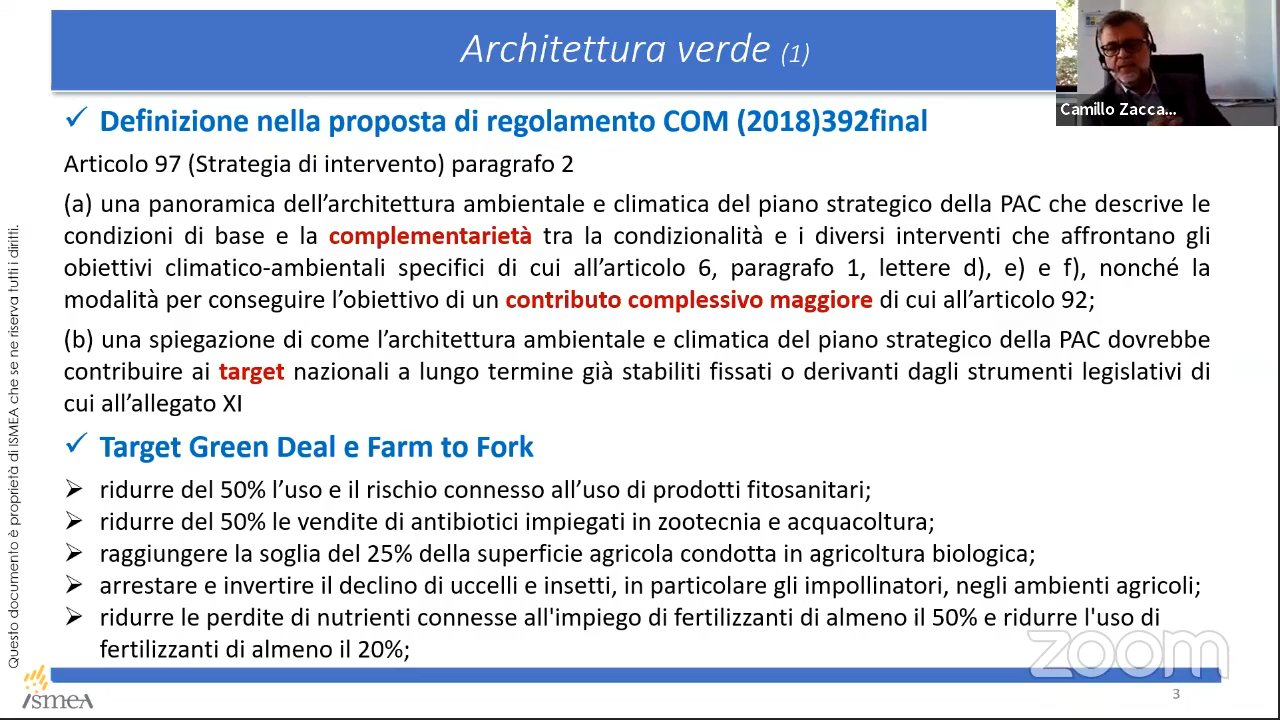 Architettura verde (1)
Camillo Zacca...
✓ Definizione nella proposta di regolamento COM (2018)392final
Articolo 97 (Strategia di intervento) paragrafo 2
(a) una panoramica dell’architettura ambientale e climatica del piano strategico della PAC che descrive le
condizioni di base e la complementarietà tra la condizionalità e i diversi interventi che affrontano gli
obiettivi climatico-ambientali specifici di cui all’articolo 6, paragrafo 1, lettere d), e) e f), nonché la
modalità per conseguire l’obiettivo di un contributo complessivo maggiore di cui all’articolo 92;
(b) una spiegazione di come l’architettura ambientale e climatica del piano strategico della PAC dovrebbe
contribuire ai target nazionali a lungo termine già stabiliti fissati o derivanti dagli strumenti legislativi di
cui all’allegato XI
✓ Target Green Deal e Farm to Fork
➢ ridurre del 50% l’uso e il rischio connesso all’uso di prodotti fitosanitari;
➢ ridurre del 50% le vendite di antibiotici impiegati in zootecnia e acquacoltura;
➢ raggiungere la soglia del 25% della superficie agricola condotta in agricoltura biologica;
➢ arrestare e invertire il declino di uccelli e insetti, in particolare gli impollinatori, negli ambienti agricoli;
➢ ridurre le perdite di nutrienti connesse all'impiego di fertilizzanti di almeno il 50% e ridurre l'uso di
fertilizzanti di almeno il 20%;
Questo documento è proprietà di ISMEA che se ne riserva tutti i diritti.
ismeA
zoom
3